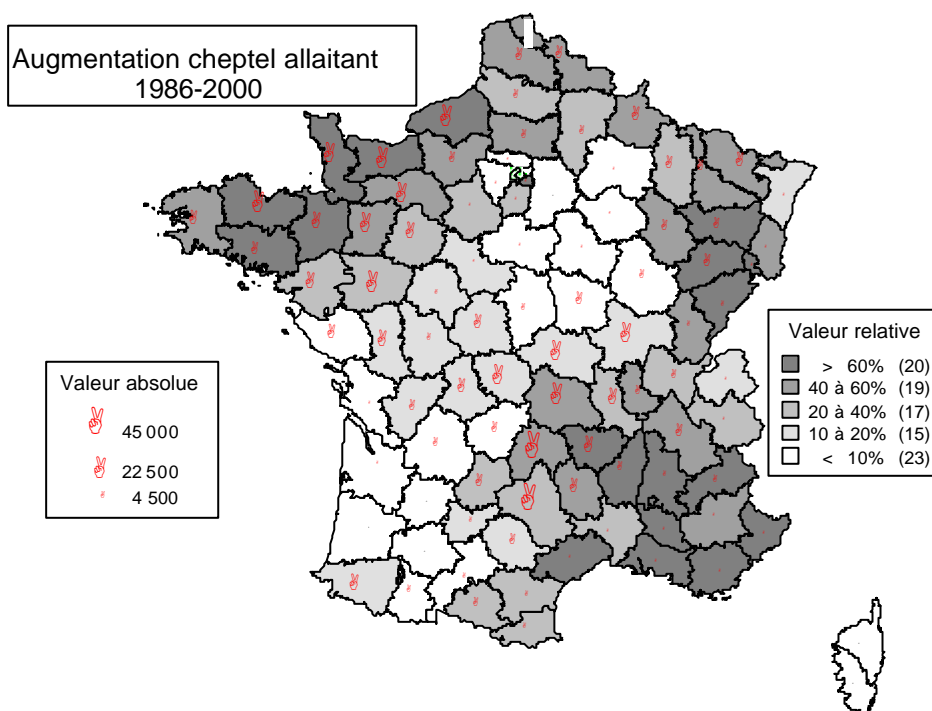 Augmentation cheptel allaitant
1986-2000
Valeur absolue
45 000
22 500
4 500
Valeur relative
> 60% (20)
40 à 60% (19)
20 à 40% (17)
10 à 20% (15)
< 10% (23)